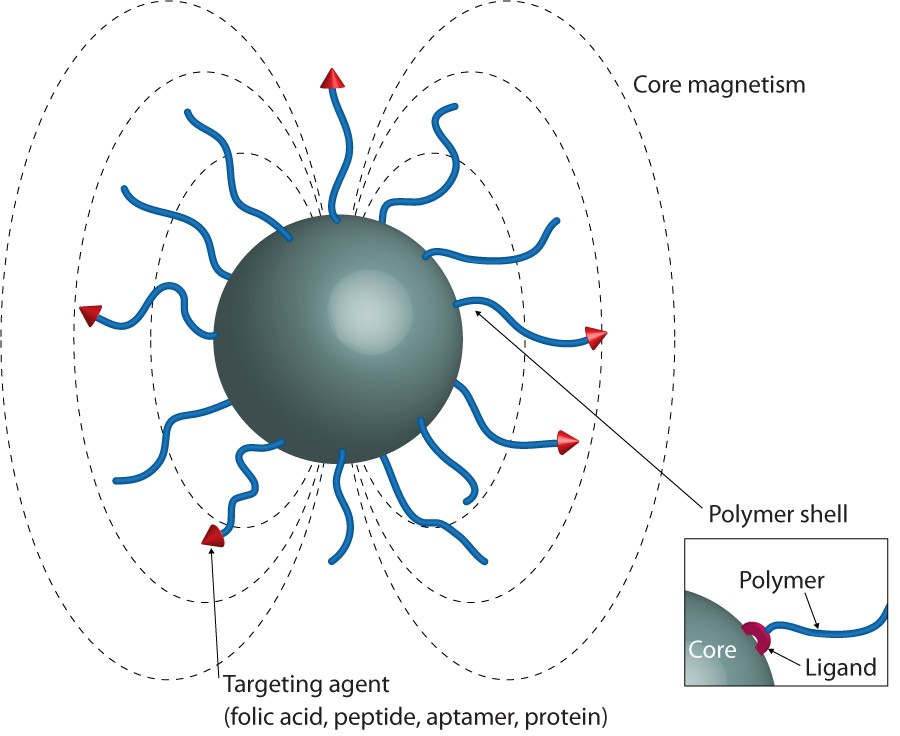 Core magnetism
Polymer shell
Polymer
Core
Ligand
Targeting agent
(folic acid, peptide, aptamer, protein)